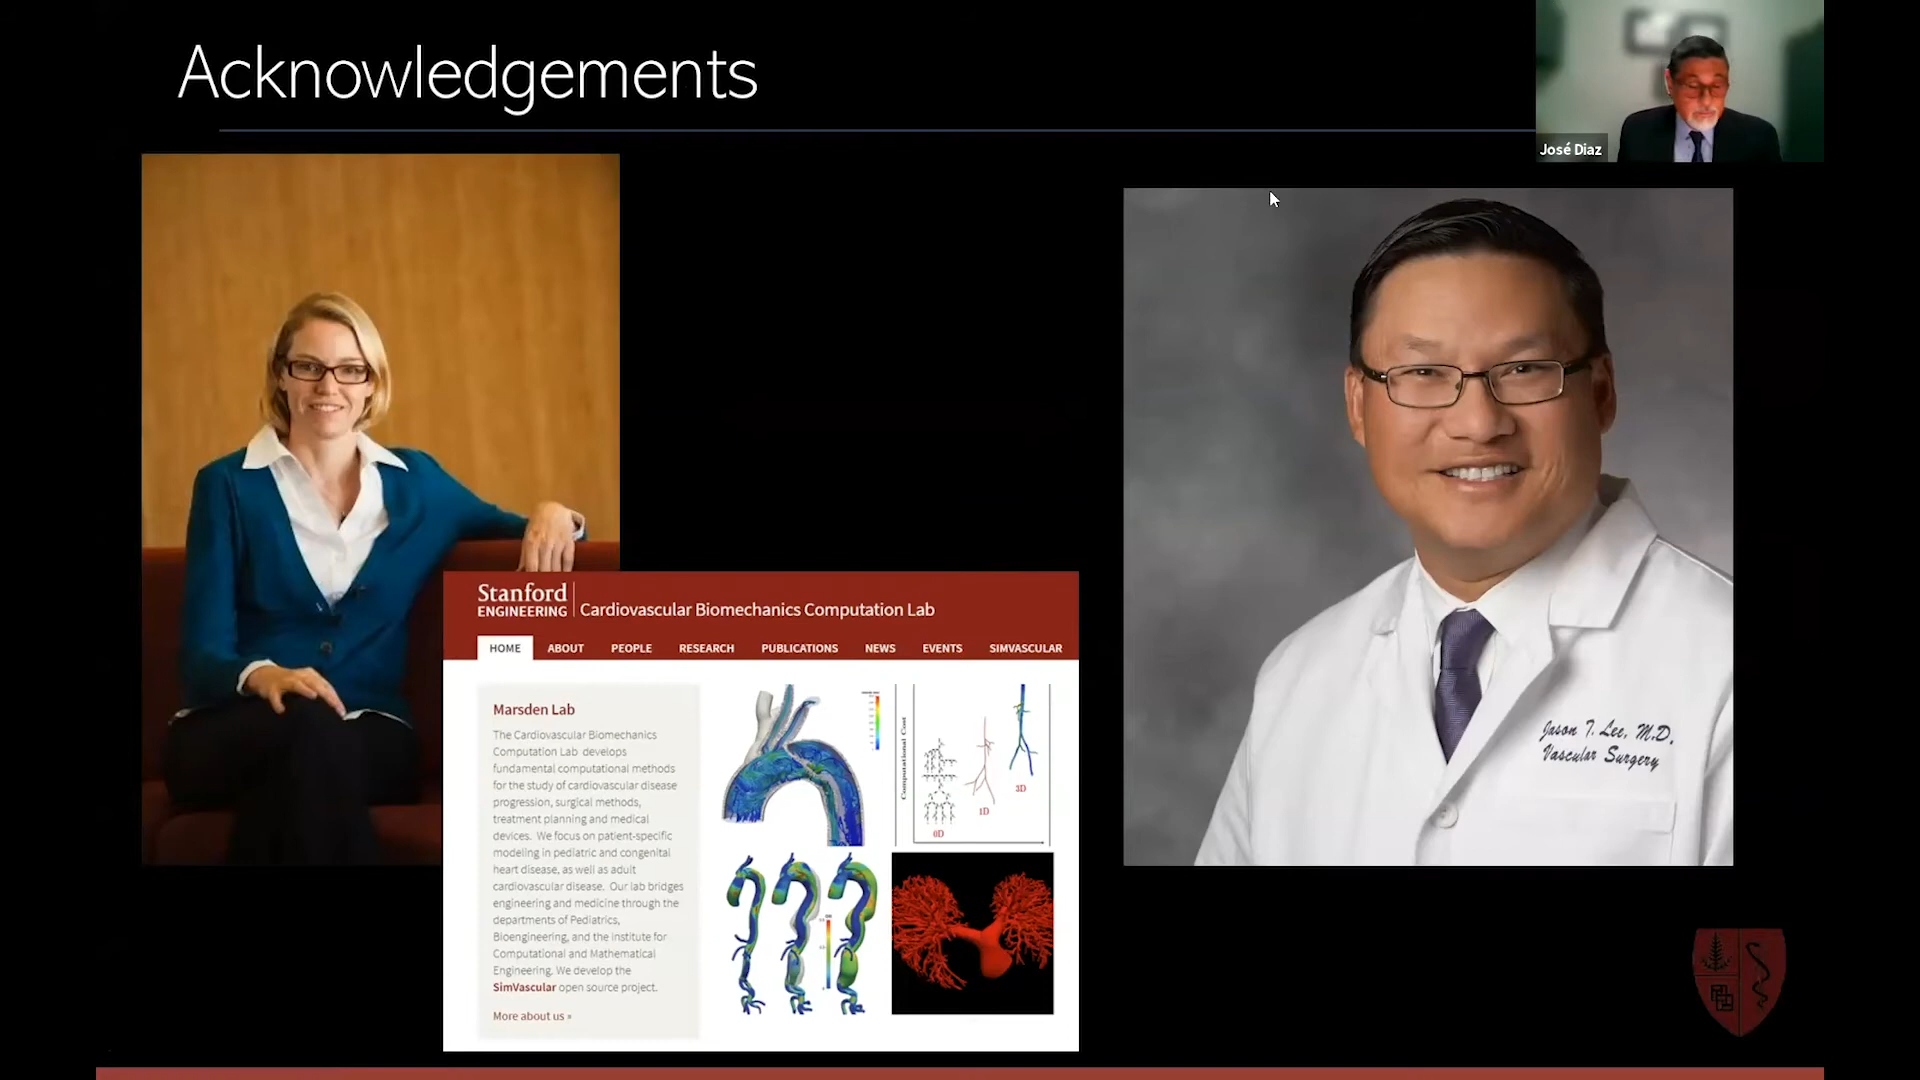 Acknowledgements
José Diaz
Stanford
ENGINEERING
Cardiovascular Biomechanics Computation Lab
HOME ABOUT PEOPLE RESEARCH PUBLICATIONS NEWS EVENTS SIMVASCULAR
Marsden Lab
The Cardiovascular Biomechanics
Computation Lab develops
fundamental computational methods
for the study of cardiovascular disease
progression, surgical methods,
treatment planning and medical
devices. We focus on patient-specific
modeling in pediatric and congenital
heart disease, as well as adult
cardiovascular disease. Our lab bridges
engineering and medicine through the
departments of Pediatrics,
Bioengineering, and the institute for
Computational and Mathematical
Engineering. We develop the
SimVascular open source project.
More about us »
Computational Cost
0D
1D
3D
Jason T. Lee, M.D.
Vascular Surgery